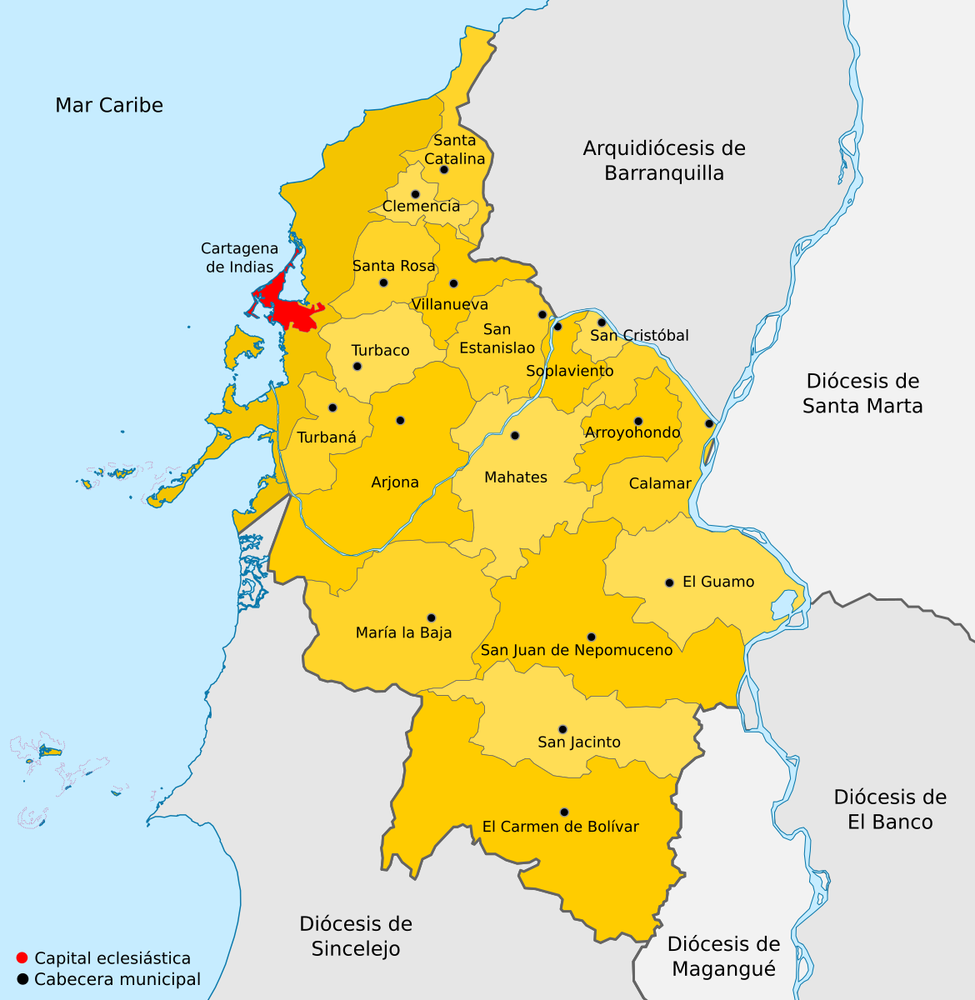 Mar Caribe
Arquidiócesis de
Barranquilla
Santa
Catalina
Clemencia
Cartagena
de Indias
Santa Rosa
Villanueva
San
Estanislao
San Cristóbal
Turbaco
Soplaviento
Diócesis de
Santa Marta
Turbaná
Arroyohondo
Arjona
Mahates
Calamar
El Guamo
María la Baja
San Juan de Nepomuceno
San Jacinto
El Carmen de Bolívar
Diócesis de
El Banco
Diócesis de
Sincelejo
Diócesis de
Magangué
Capital eclesiástica
Cabecera municipal